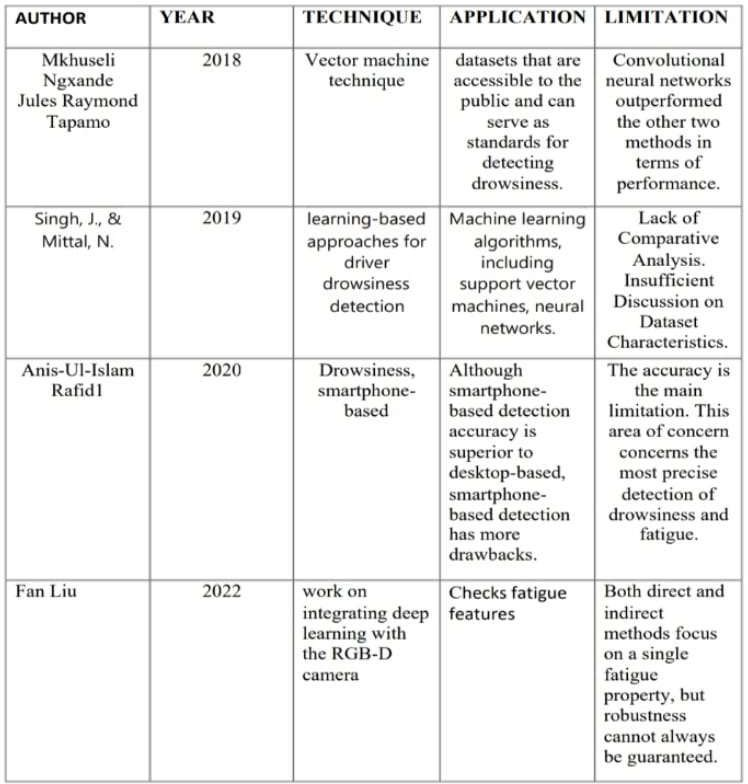 AUTHOR YEAR TECHNIQUE APPLICATION LIMITATION
Mkhuseli
Ngxande
Jules Raymond
Tapamo
2018
Vector machine
technique
datasets that are
accessible to the
public and can
serve as
standards for
detecting
drowsiness.
Convolutional
neural networks
outperformed
the other two
methods in
terms of
performance.
Singh, J., &
Mittal, N.
2019
learning-based
approaches for
driver
drowsiness
detection
Machine learning
algorithms,
including
support vector
machines, neural
networks.
Lack of
Comparative
Analysis.
Insufficient
Discussion on
Dataset
Characteristics.
Anis-Ul-Islam
Rafid1
2020
Drowsiness,
smartphone-
based
Although
smartphone-
based detection
accuracy is
superior to
desktop-based,
smartphone-
based detection
has more
drawbacks.
The accuracy is
the main
limitation. This
area of concern
concerns the
most precise
detection of
drowsiness and
fatigue.
Fan Liu
2022
work on
integrating deep
learning with
the RGB-D
camera
Checks fatigue
features
Both direct and
indirect
methods focus
on a single
fatigue
property, but
robustness
cannot always
be guaranteed.